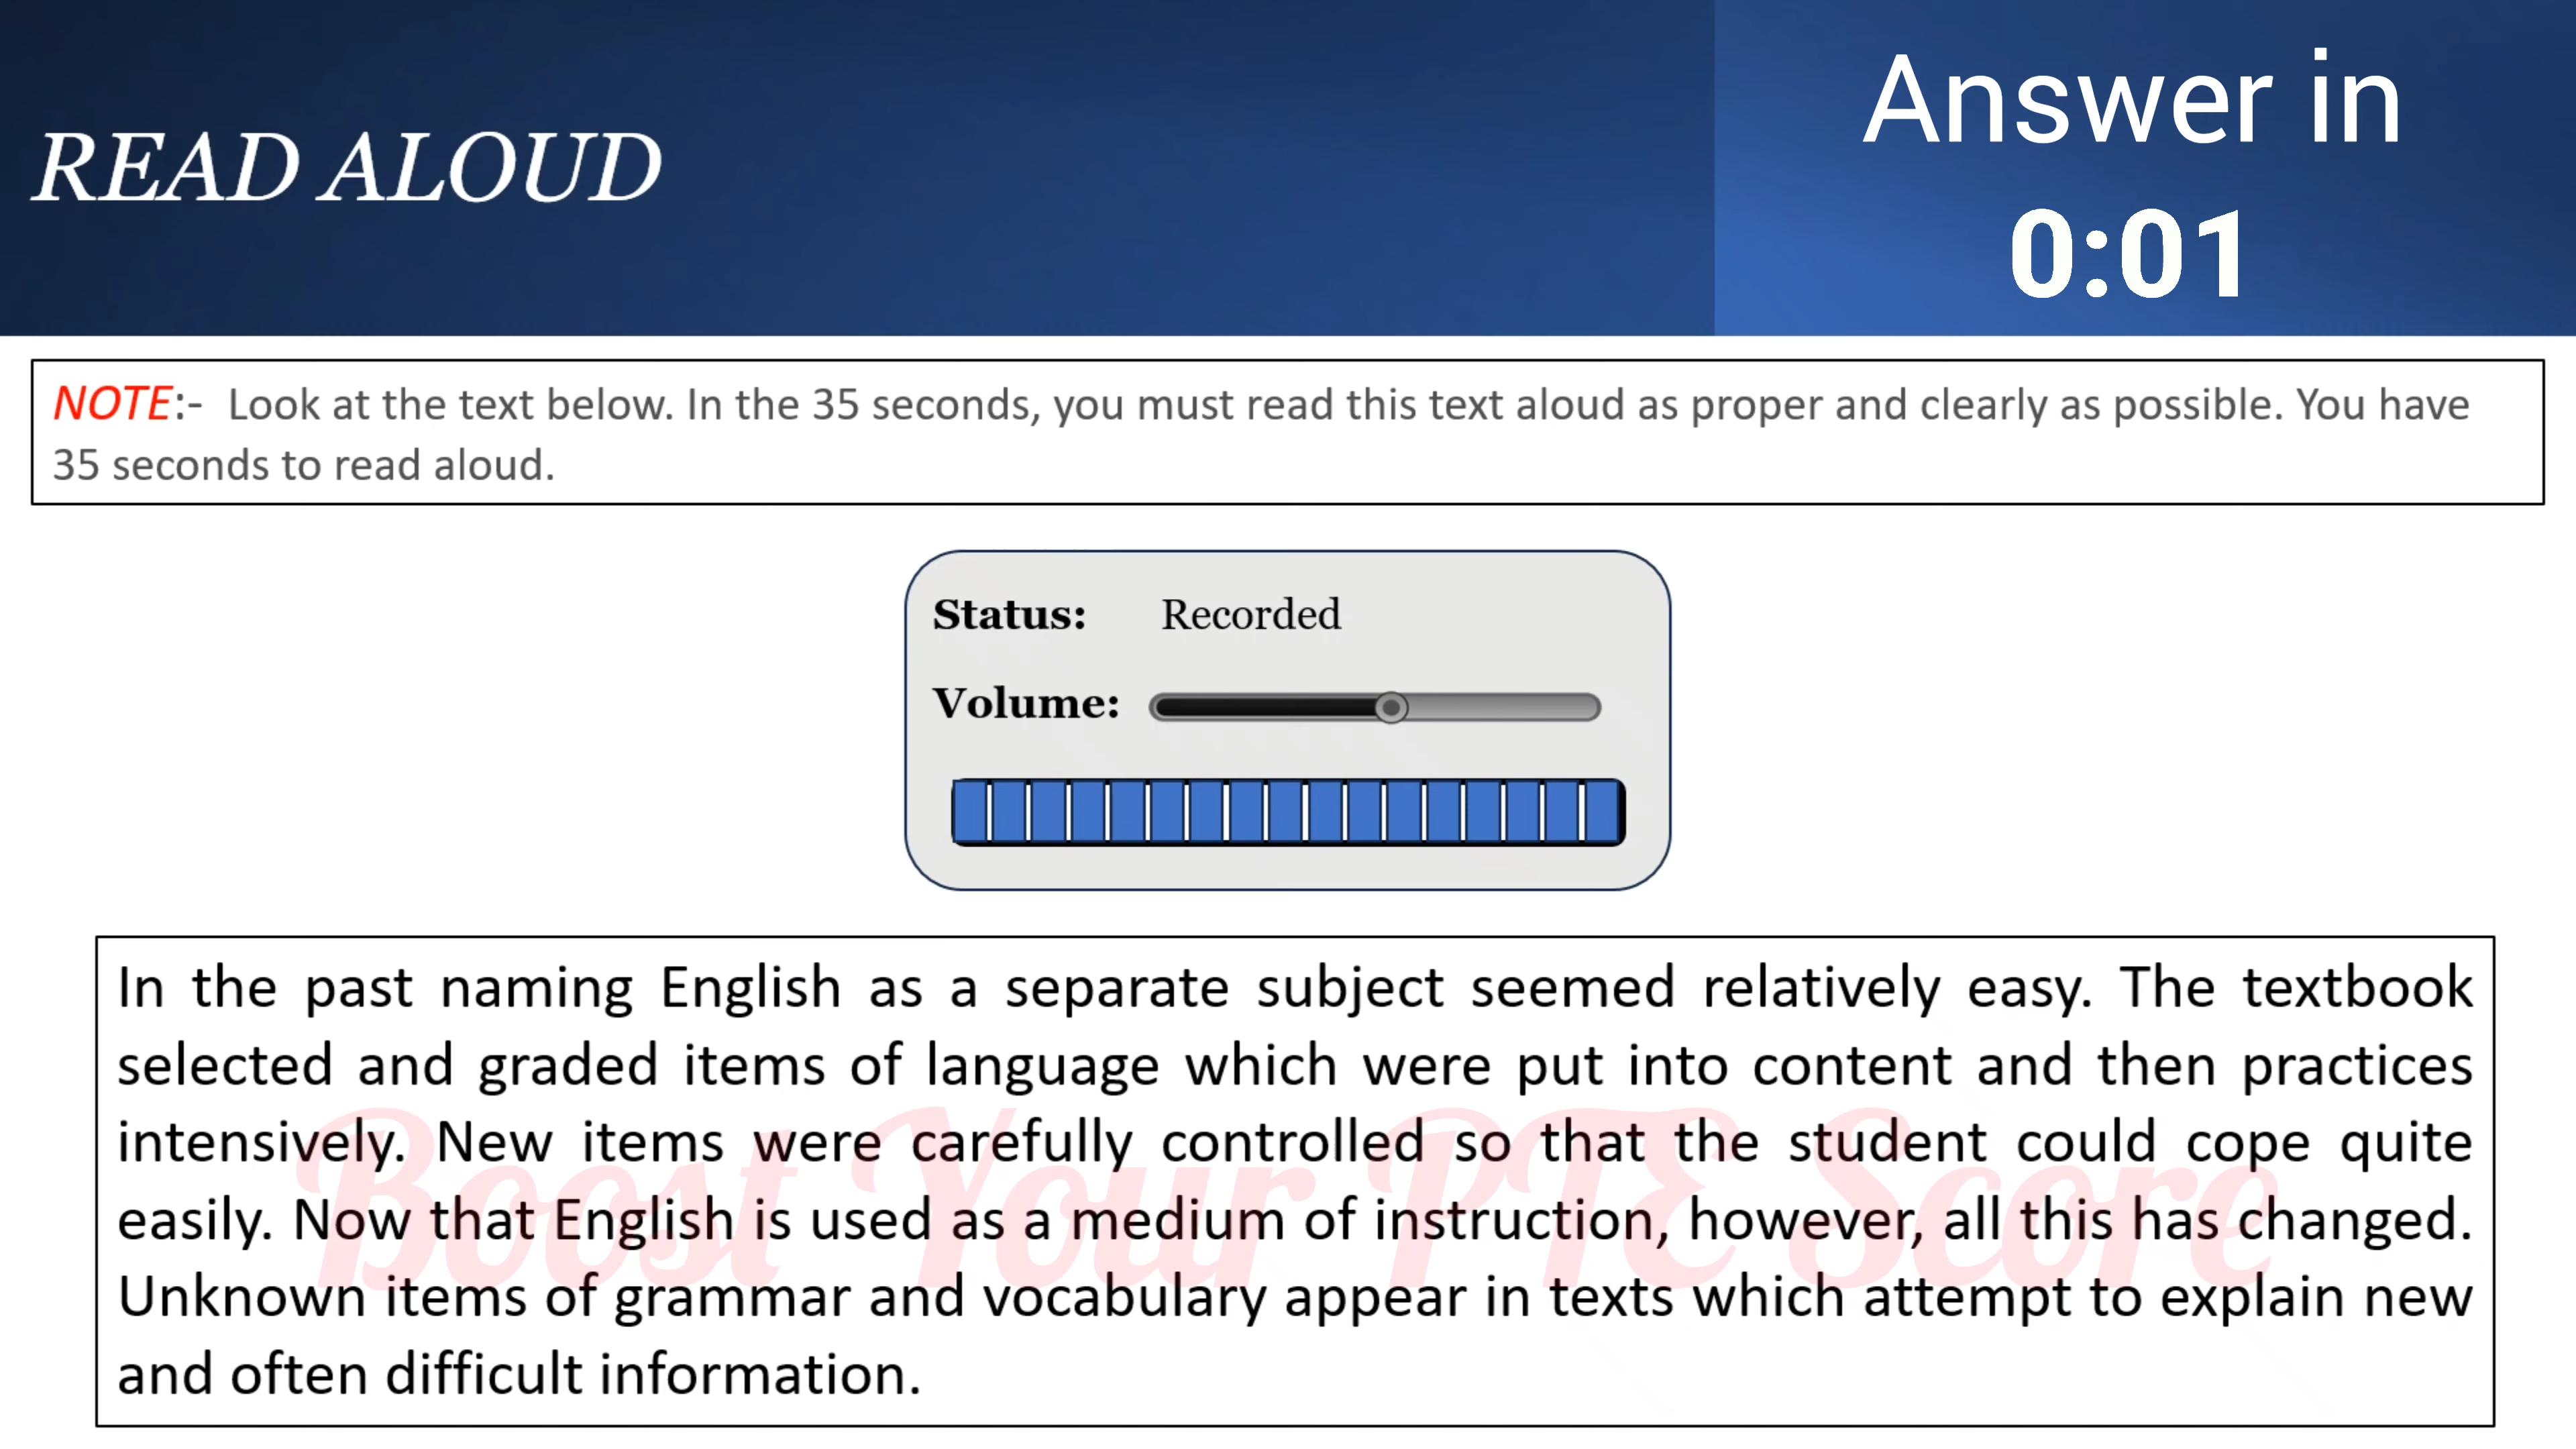 READ ALOUD
Answer in
0:01
NOTE:- Look at the text below. In the 35 seconds, you must read this text aloud as proper and clearly as possible. You have
35 seconds to read aloud.
Status: Recorded
Volume:
In the past naming English as a separate subject seemed relatively easy. The textbook
selected and graded items of language which were put into content and then practices
intensively. New items were carefully controlled so that the student could cope quite
easily. Now that English is used as a medium of instruction, however, all this has changed.
Unknown items of grammar and vocabulary appear in texts which attempt to explain new
and often difficult information.
Boost Your PTE Score